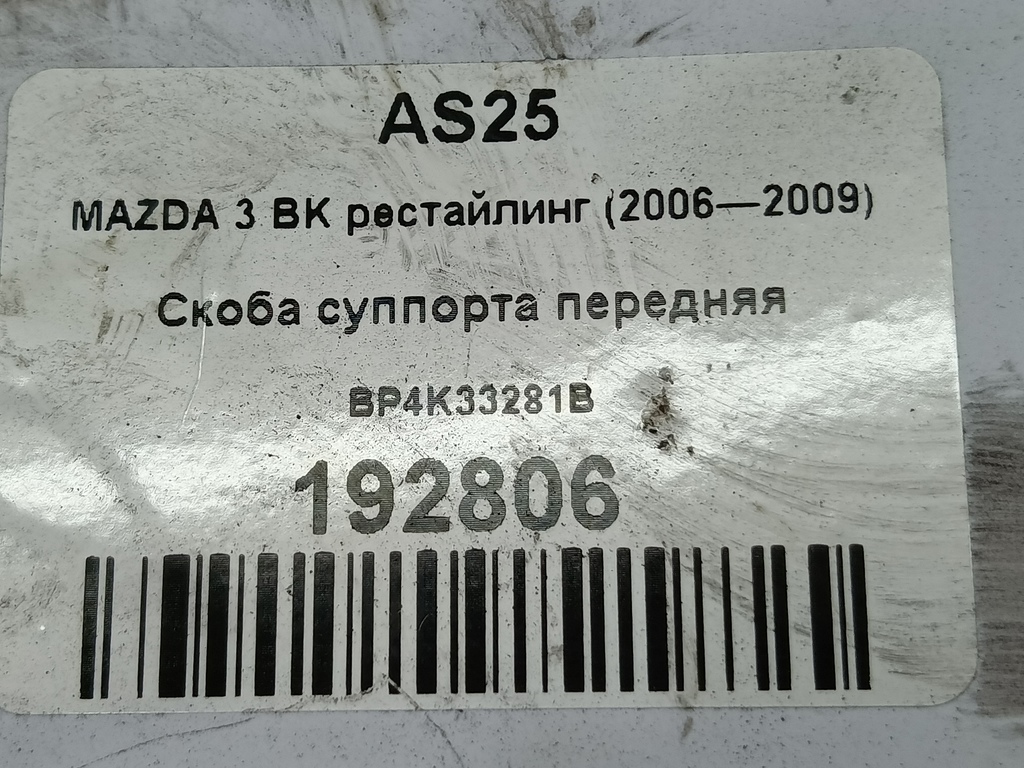 AS25
MAZDA 3 BK рестайлинг (2006—2009)
Скоба суппорта передняя
BP4K33281B
192806